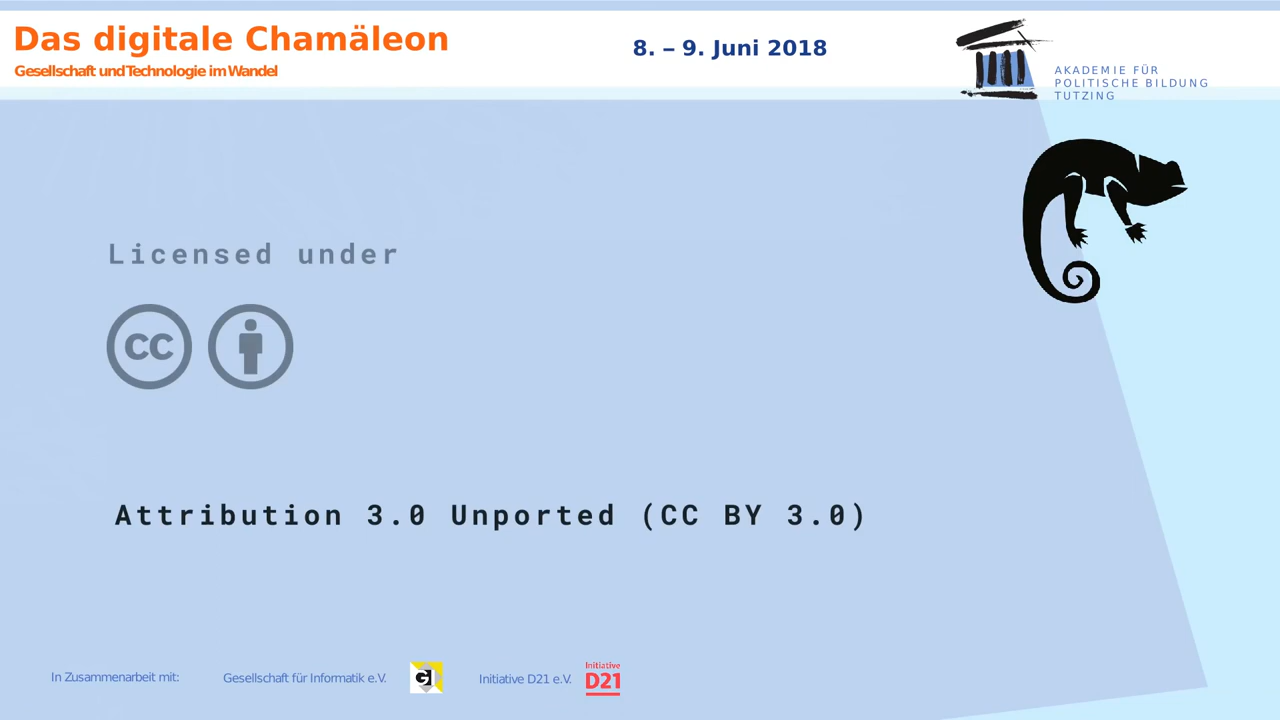 Das digitale Chamäleon
Gesellschaft und Technologie im Wandel
8. – 9. Juni 2018
AKADEMIE FÜR
POLITISCHE BILDUNG
TUTZING
Licensed under
CC
Attribution 3.0 Unported (CC BY 3.0)
In Zusammenarbeit mit:
Gesellschaft für Informatik e.V.
GI
Initiative D21 e.V.
Initiative
D21